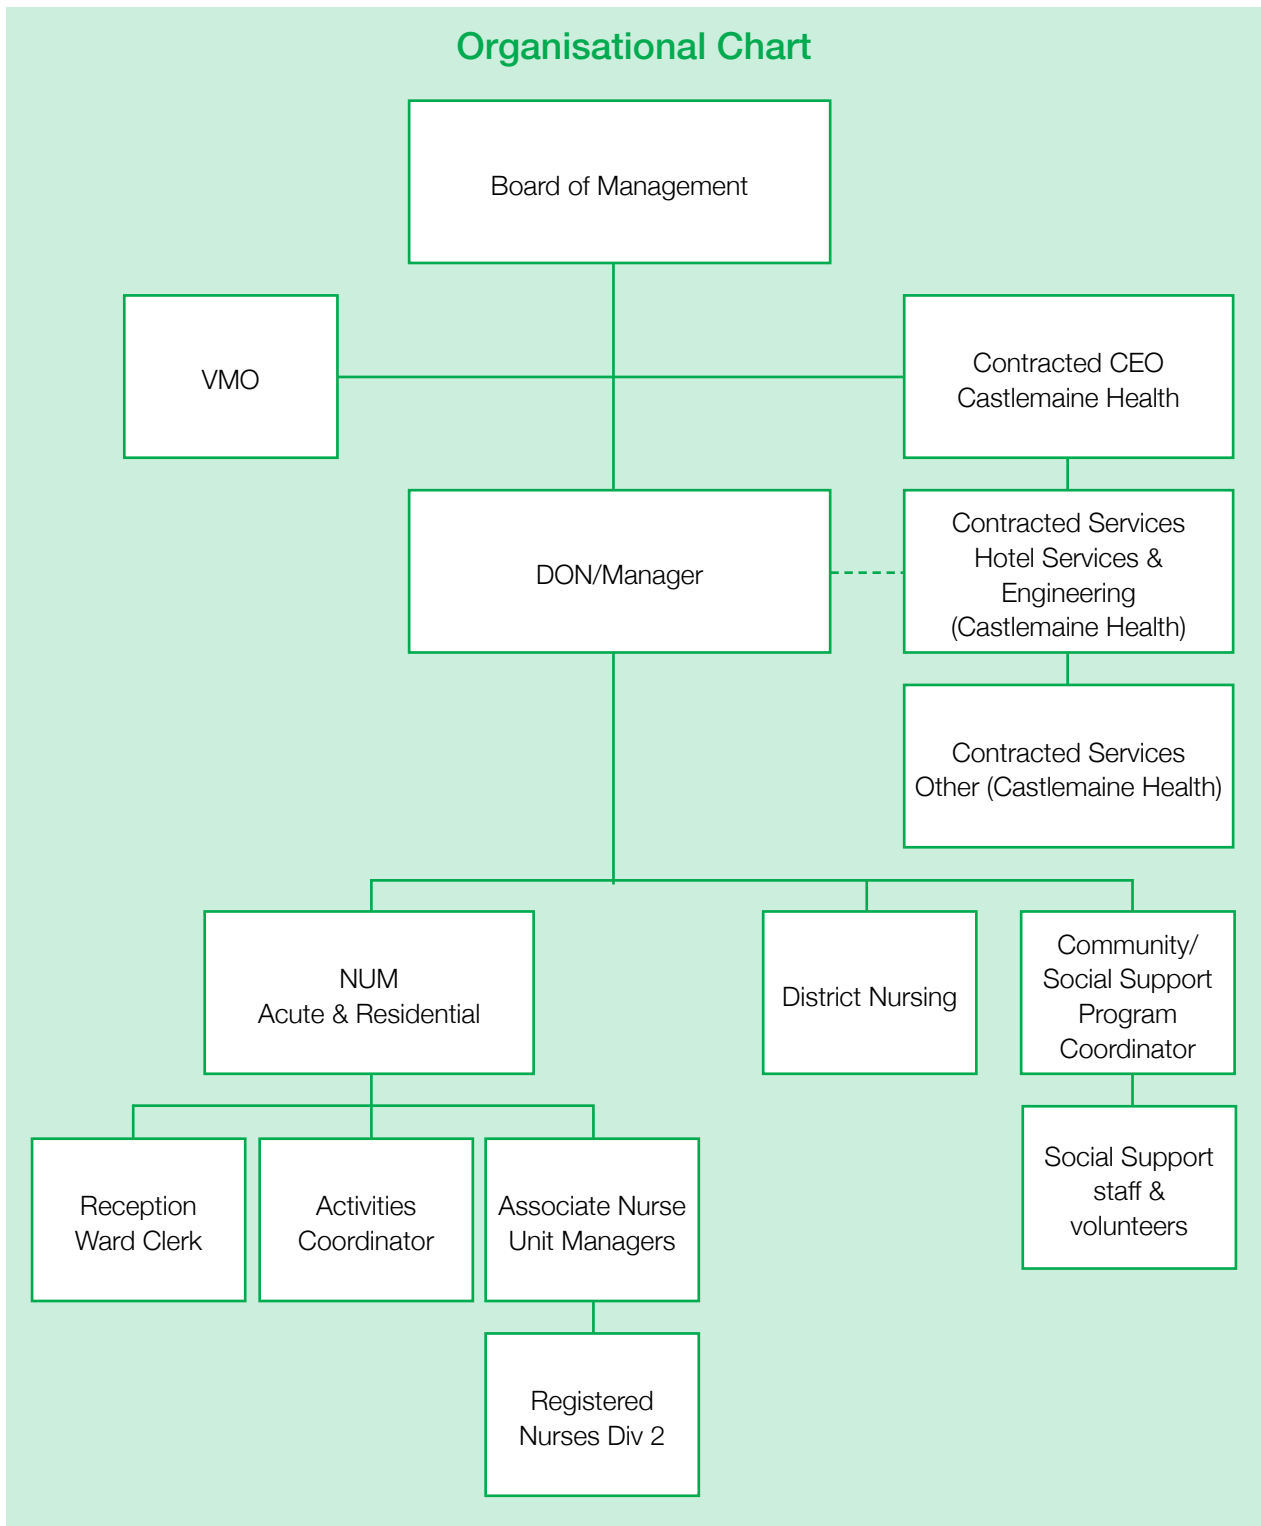 Organisational Chart
Board of Management
VMO
Contracted CEO
Castlemaine Health
DON/Manager
Contracted Services
Hotel Services &
Engineering
(Castlemaine Health)
Contracted Services
Other (Castlemaine Health)
NUM
Acute & Residential
District Nursing
Community/
Social Support
Program
Coordinator
Reception
Ward Clerk
Activities
Coordinator
Associate Nurse
Unit Managers
Social Support
staff &
volunteers
Registered
Nurses Div 2